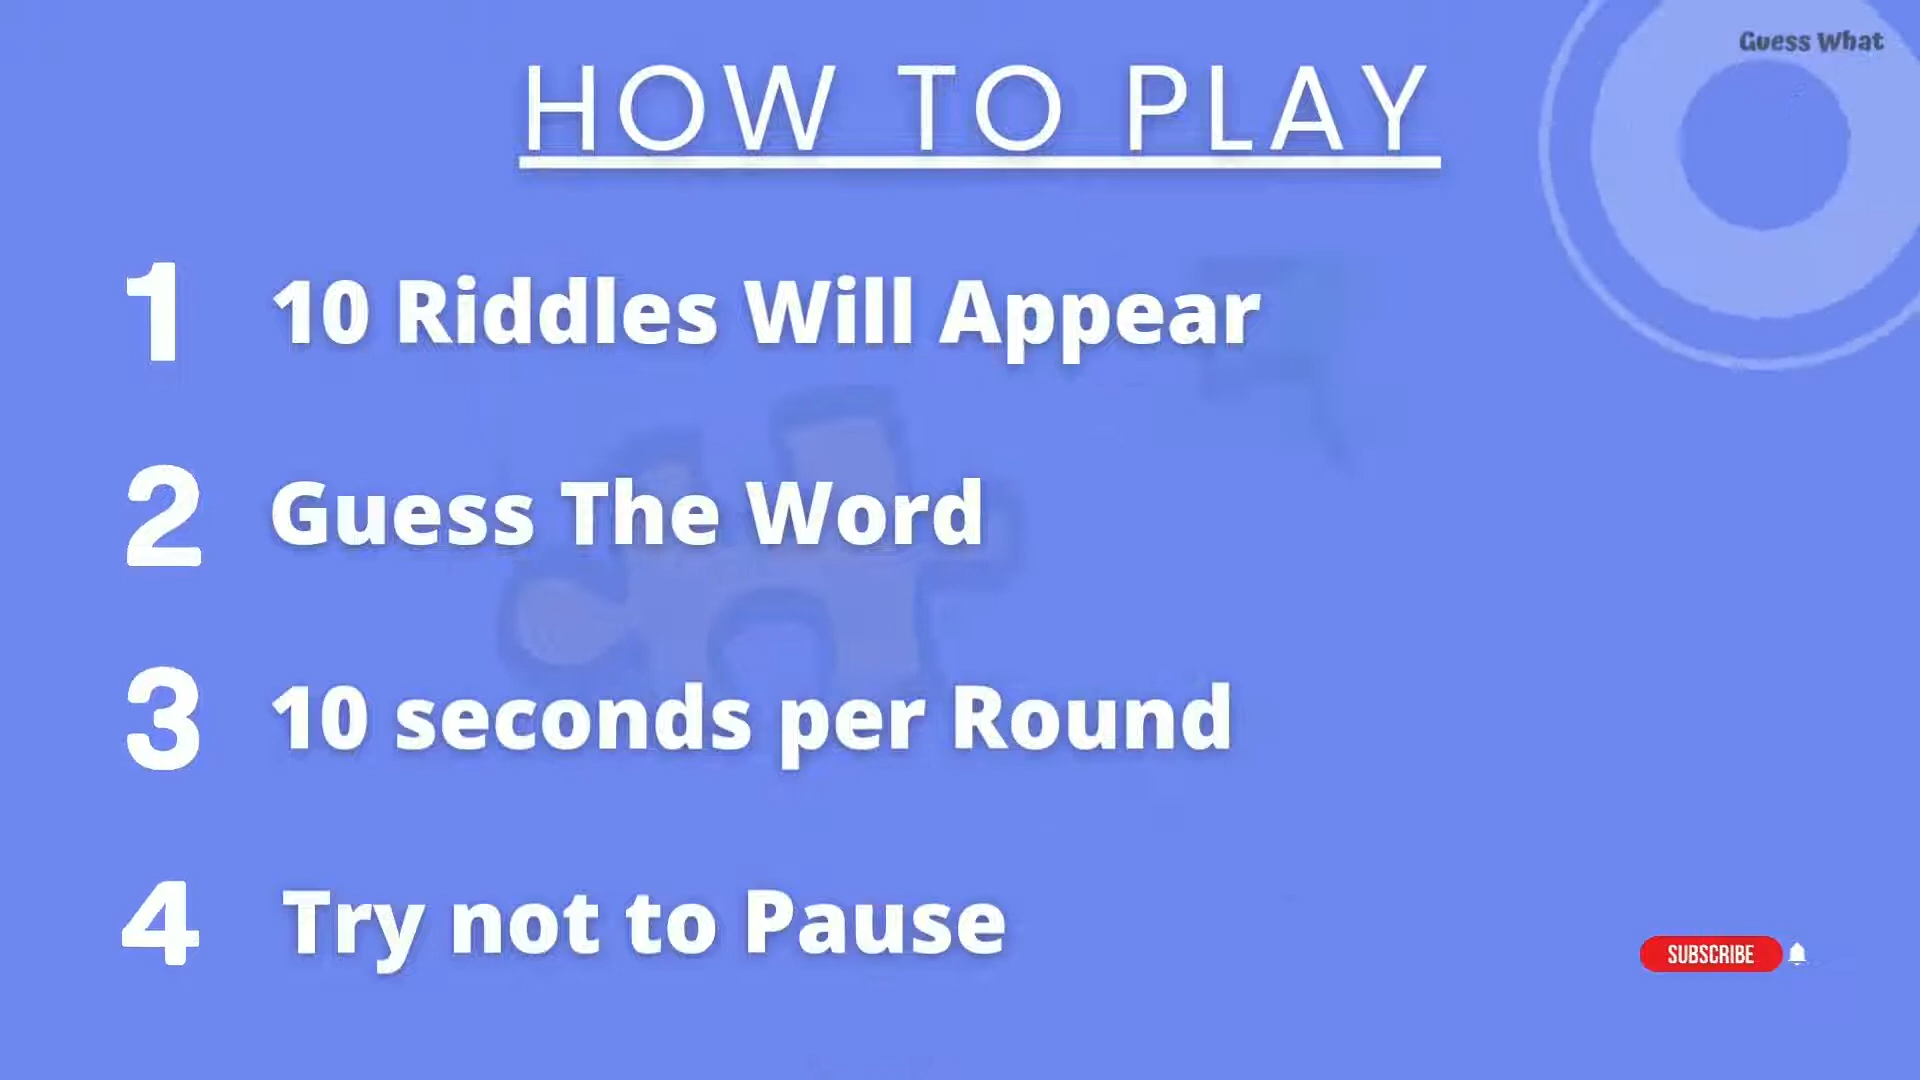 Guess What
HOW TO PLAY
1 10 Riddles Will Appear
2 Guess The Word
3 10 seconds per Round
4 Try not to Pause
SUBSCRIBE